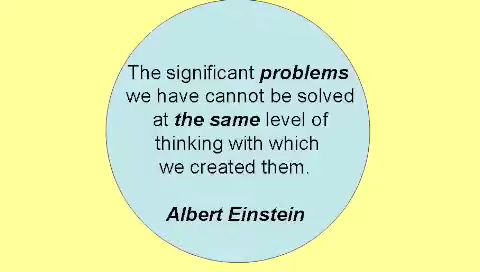 The significant problems
we have cannot be solved
at the same level of
thinking with which
we created them.
Albert Einstein